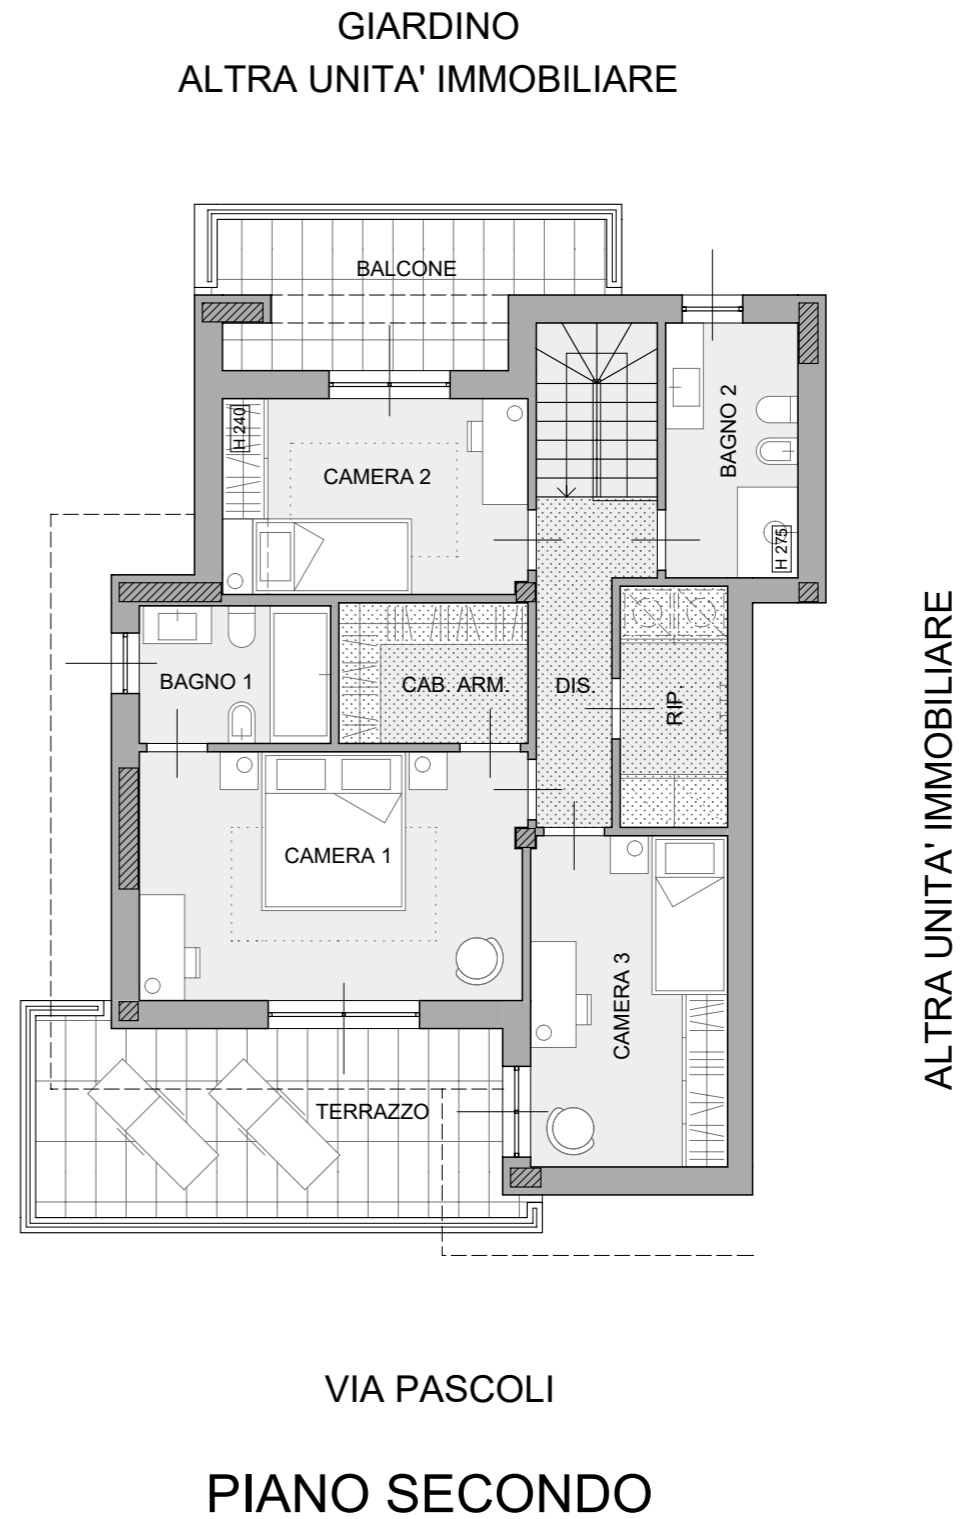 GIARDINO
ALTRA UNITA' IMMOBILIARE
BALCONE
BAGNO 2
H 240
CAMERA 2
H 275
BAGNO 1
CAB. ARM.
DIS.
RIP.
CAMERA 1
CAMERA 3
TERRAZZO
ALTRA UNITA' IMMOBILIARE
VIA PASCOLI
PIANO SECONDO